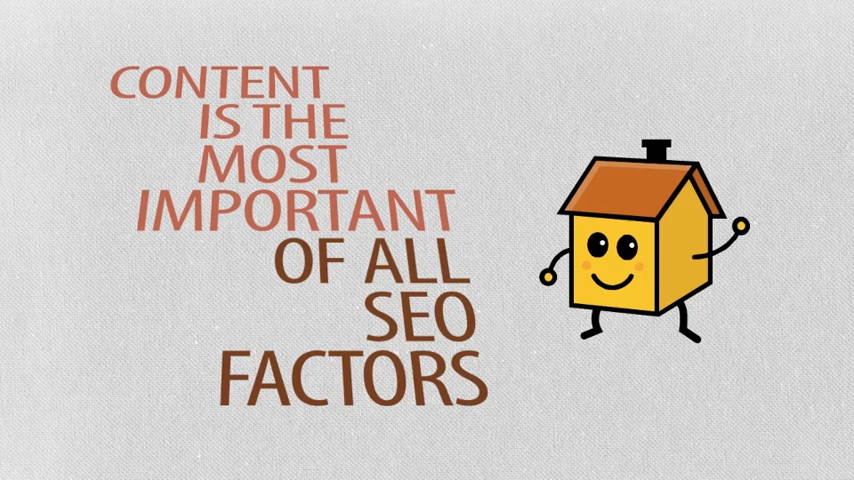 CONTENT
IS THE
MOST
IMPORTANT
OF ALL
SEO
FACTORS